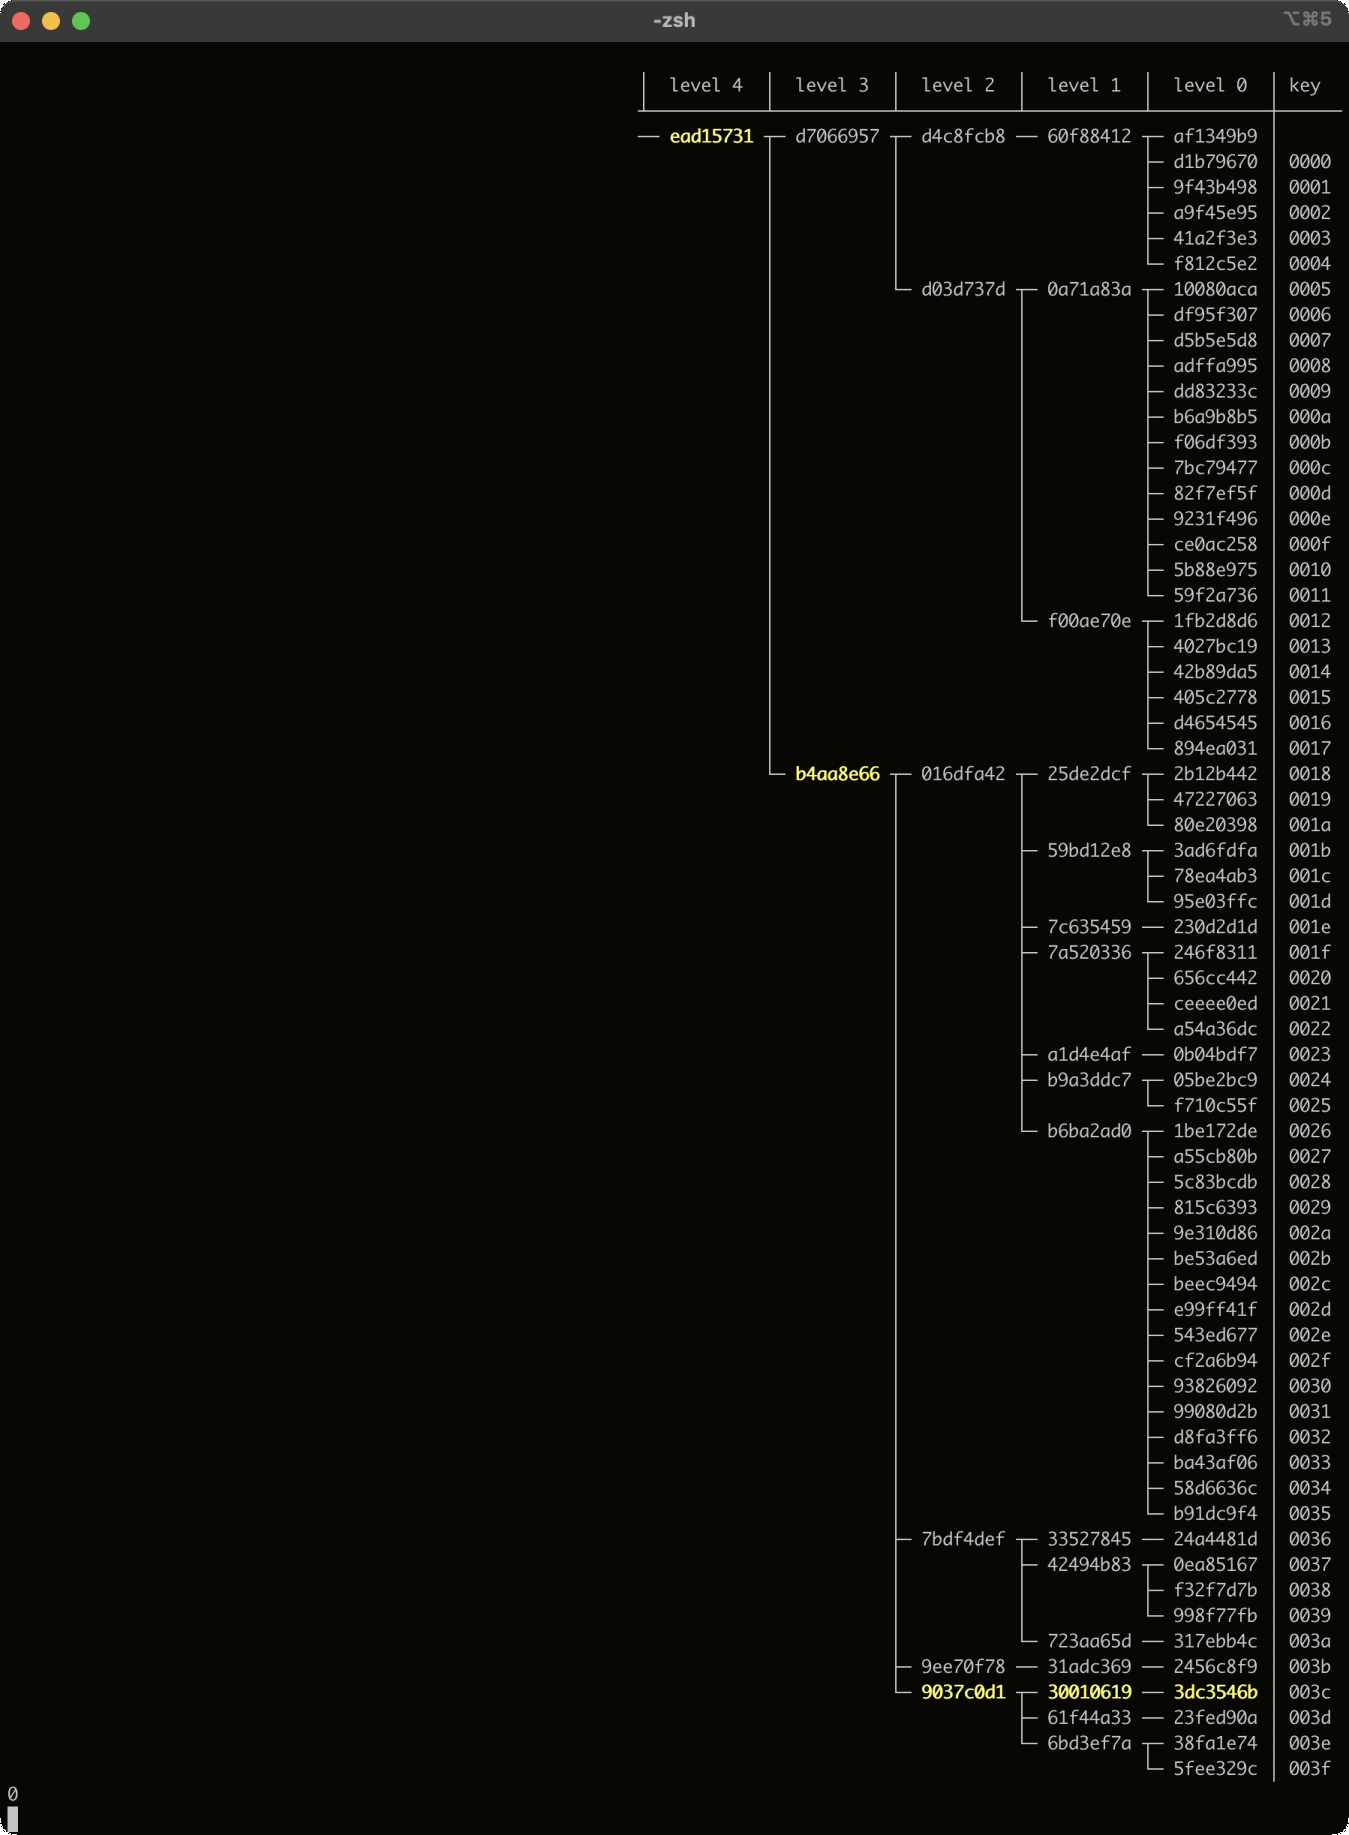 -zsh ⌥⌘5
level 4 level 3 level 2 level 1 level 0 key
ead15731 d7066957 d4c8fcb8 60f88412 af1349b9
d1b79670 0000
9f43b498 0001
a9f45e95 0002
41a2f3e3 0003
f812c5e2 0004
d03d737d 0a71a83a 10080aca 0005
df95f307 0006
d5b5e5d8 0007
adffa995 0008
dd83233c 0009
b6a9b8b5 000a
f06df393 000b
7bc79477 000c
82f7ef5f 000d
9231f496 000e
ce0ac258 000f
5b88e975 0010
59f2a736 0011
f00ae70e 1fb2d8d6 0012
4027bc19 0013
42b89da5 0014
405c2778 0015
d4654545 0016
894ea031 0017
b4aa8e66 016dfa42 25de2dcf 2b12b442 0018
47227063 0019
80e20398 001a
59bd12e8 3ad6fdfa 001b
78ea4ab3 001c
95e03ffc 001d
7c635459 230d2d1d 001e
7a520336 246f8311 001f
656cc442 0020
ceeee0ed 0021
a54a36dc 0022
a1d4e4af 0b04bdf7 0023
b9a3ddc7 05be2bc9 0024
f710c55f 0025
b6ba2ad0 1be172de 0026
a55cb80b 0027
5c83bcdb 0028
815c6393 0029
9e310d86 002a
be53a6ed 002b
beec9494 002c
e99ff41f 002d
543ed677 002e
cf2a6b94 002f
93826092 0030
99080d2b 0031
d8fa3ff6 0032
ba43af06 0033
58d6636c 0034
b91dc9f4 0035
7bdf4def 33527845 24a4481d 0036
42494b83 0ea85167 0037
f32f7d7b 0038
998f77fb 0039
723aa65d 317ebb4c 003a
9ee70f78 31adc369 2456c8f9 003b
9037c0d1 30010619 3dc3546b 003c
61f44a33 23fed90a 003d
6bd3ef7a 38fa1e74 003e
5fee329c 003f
0